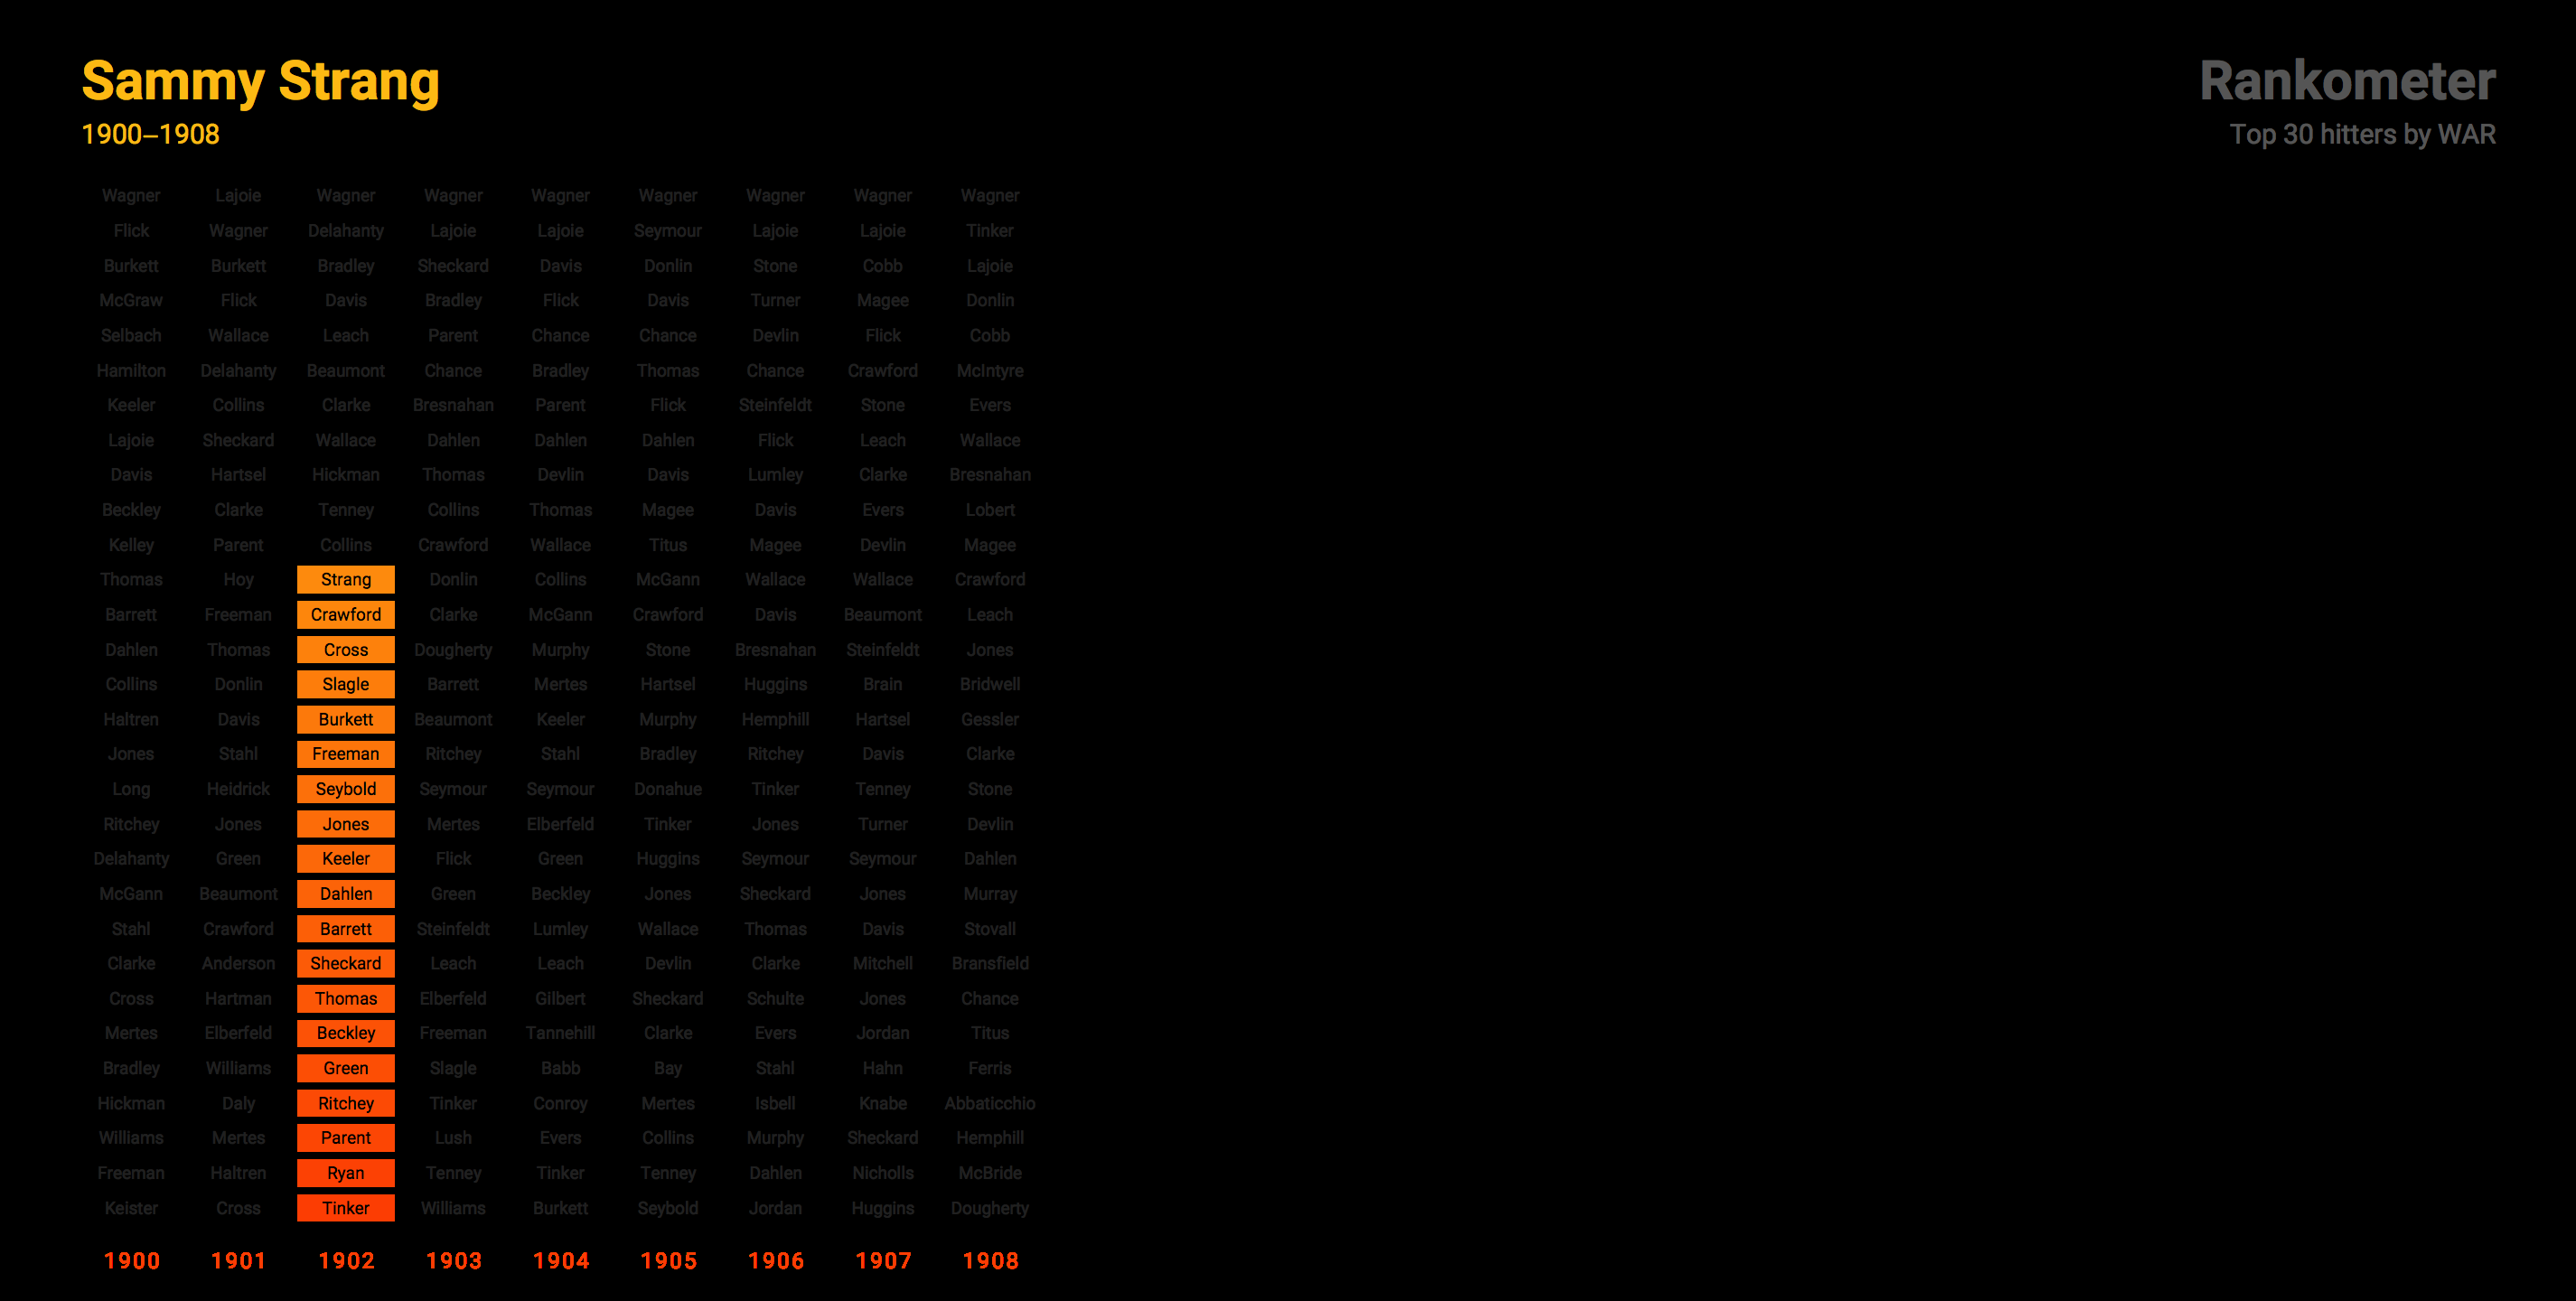 Sammy Strang
1900–1908
Rankometer
Top 30 hitters by WAR
Wagner Lajoie Wagner Wagner Wagner Wagner Wagner Wagner Wagner
Flick Wagner Delahanty Lajoie Lajoie Seymour Lajoie Lajoie Tinker
Burkett Burkett Bradley Sheckard Davis Donlin Stone Cobb Lajoie
McGraw Flick Davis Bradley Flick Davis Turner Magee Donlin
Selbach Wallace Leach Parent Chance Chance Devlin Flick Cobb
Hamilton Delahanty Beaumont Chance Bradley Thomas Chance Crawford McIntyre
Keeler Collins Clarke Bresnahan Parent Flick Steinfeldt Stone Evers
Lajoie Sheckard Wallace Dahlen Dahlen Dahlen Flick Leach Wallace
Davis Hartsel Hickman Thomas Devlin Davis Lumley Clarke Bresnahan
Beckley Clarke Tenney Collins Thomas Magee Davis Evers Lobert
Kelley Parent Collins Crawford Wallace Titus Magee Devlin Magee
Thomas Hoy Strang Donlin Collins McGann Wallace Wallace Crawford
Barrett Freeman Crawford Clarke McGann Crawford Davis Beaumont Leach
Dahlen Thomas Cross Dougherty Murphy Stone Bresnahan Steinfeldt Jones
Collins Donlin Slagle Barrett Mertes Hartsel Huggins Brain Bridwell
Haltren Davis Burkett Beaumont Keeler Murphy Hemphill Hartsel Gessler
Jones Stahl Freeman Ritchey Stahl Bradley Ritchey Davis Clarke
Long Heidrick Seybold Seymour Seymour Donahue Tinker Tenney Stone
Ritchey Jones Jones Mertes Elberfeld Tinker Jones Turner Devlin
Delahanty Green Keeler Flick Green Huggins Seymour Seymour Dahlen
McGann Beaumont Dahlen Green Beckley Jones Sheckard Jones Murray
Stahl Crawford Barrett Steinfeldt Lumley Wallace Thomas Davis Stovall
Clarke Anderson Sheckard Leach Leach Devlin Clarke Mitchell Bransfield
Cross Hartman Thomas Elberfeld Gilbert Sheckard Schulte Jones Chance
Mertes Elberfeld Beckley Freeman Tannehill Clarke Evers Jordan Titus
Bradley Williams Green Slagle Babb Bay Stahl Hahn Ferris
Hickman Daly Ritchey Tinker Conroy Mertes Isbell Knabe Abbaticchio
Williams Mertes Parent Lush Evers Collins Murphy Sheckard Hemphill
Freeman Haltren Ryan Tenney Tinker Tenney Dahlen Nicholls McBride
Keister Cross Tinker Williams Burkett Seybold Jordan Huggins Dougherty
1900 1901 1902 1903 1904 1905 1906 1907 1908